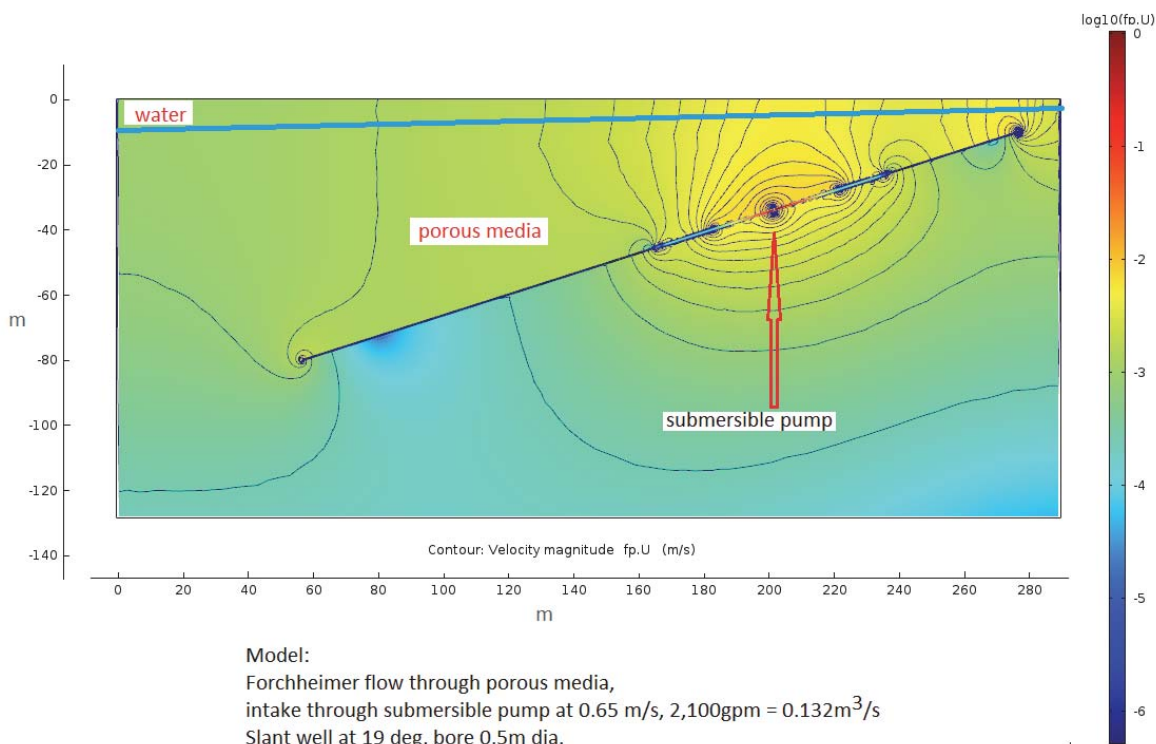 log10(fp.U)
0
-1
-2
-3
-4
-5
-6
0
-20
-40
-60
-80
-100
-120
-140
m
water
porous media
submersible pump
Contour: Velocity magnitude fp.U (m/s)
0 20 40 60 80 100 120 140 160 180 200 220 240 260 280
m
Model:
Forchheimer flow through porous media,
intake through submersible pump at 0.65 m/s, 2,100gpm = 0.132m³/s
Slant well at 19 deg, bore 0.5m dia.